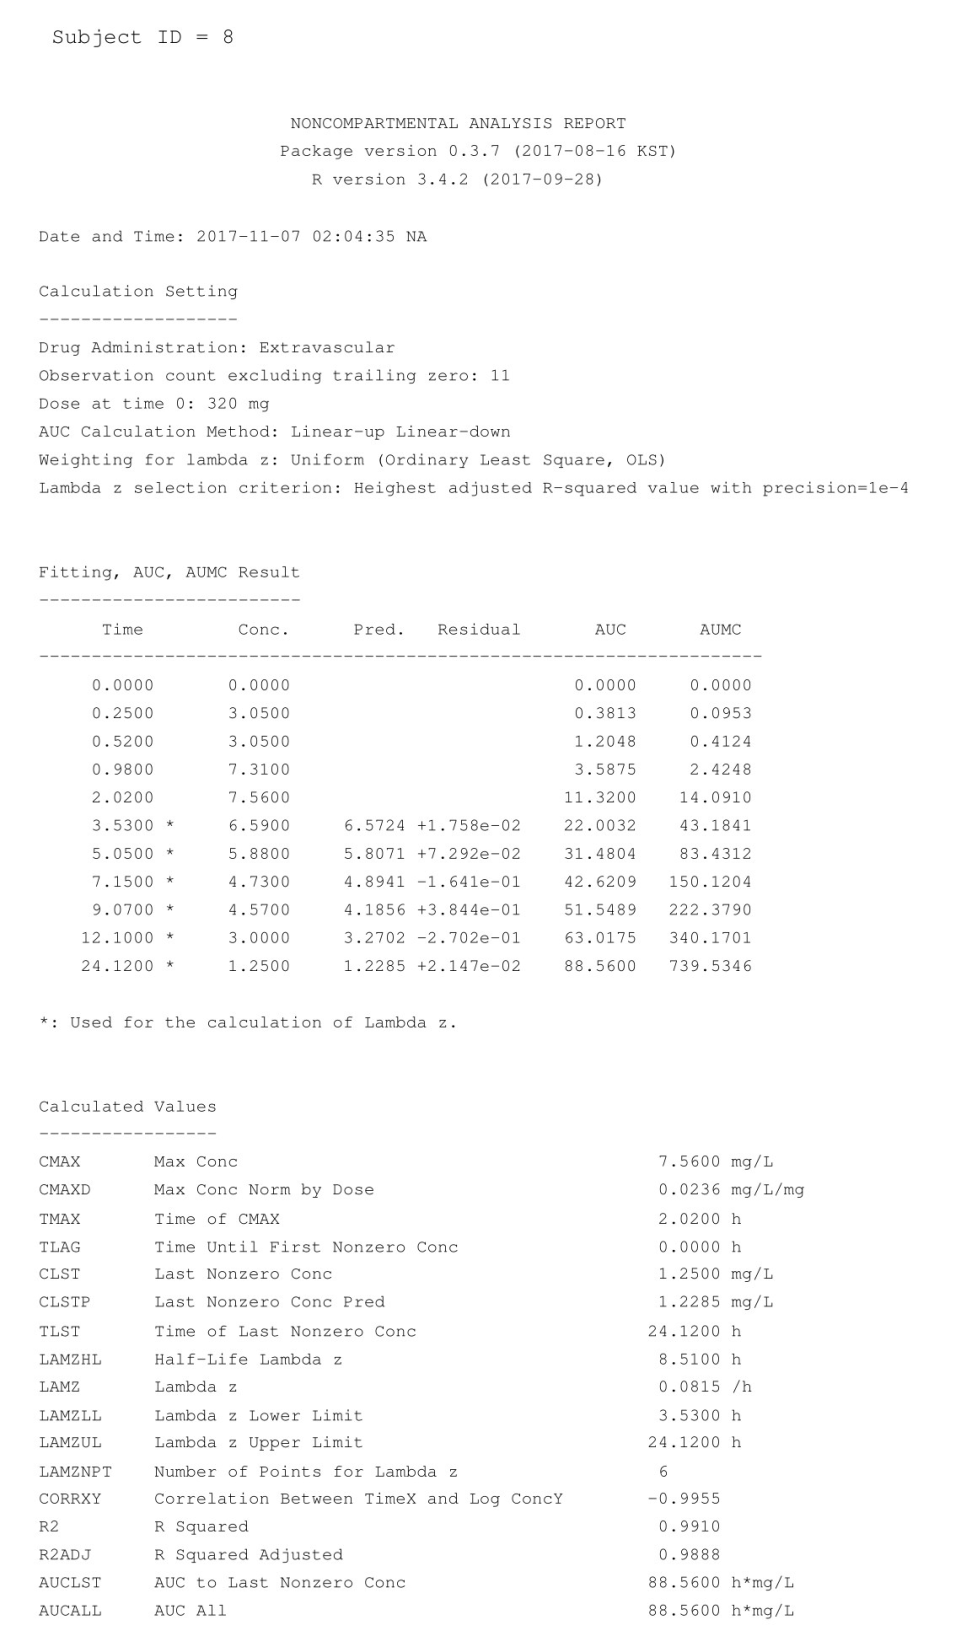 Subject ID = 8
NONCOMPARTMENTAL ANALYSIS REPORT
Package version 0.3.7 (2017-08-16 KST)
R version 3.4.2 (2017-09-28)
Date and Time: 2017-11-07 02:04:35 NA
Calculation Setting
-------------------
Drug Administration: Extravascular
Observation count excluding trailing zero: 11
Dose at time 0: 320 mg
AUC Calculation Method: Linear-up Linear-down
Weighting for lambda z: Uniform (Ordinary Least Square, OLS)
Lambda z selection criterion: Heighest adjusted R-squared value with precision=1e-4
Fitting, AUC, AUMC Result
-------------------------
Time Conc. Pred. Residual AUC AUMC
---------------------------------------------------------------------
0.0000 0.0000 0.0000 0.0000
0.2500 3.0500 0.3813 0.0953
0.5200 3.0500 1.2048 0.4124
0.9800 7.3100 3.5875 2.4248
2.0200 7.5600 11.3200 14.0910
3.5300 * 6.5900 6.5724 +1.758e-02 22.0032 43.1841
5.0500 * 5.8800 5.8071 +7.292e-02 31.4804 83.4312
7.1500 * 4.7300 4.8941 -1.641e-01 42.6209 150.1204
9.0700 * 4.5700 4.1856 +3.844e-01 51.5489 222.3790
12.1000 * 3.0000 3.2702 -2.702e-01 63.0175 340.1701
24.1200 * 1.2500 1.2285 +2.147e-02 88.5600 739.5346
*: Used for the calculation of Lambda z.
Calculated Values
-----------------
CMAX Max Conc 7.5600 mg/L
CMAXD Max Conc Norm by Dose 0.0236 mg/L/mg
TMAX Time of CMAX 2.0200 h
TLAG Time Until First Nonzero Conc 0.0000 h
CLST Last Nonzero Conc 1.2500 mg/L
CLSTP Last Nonzero Conc Pred 1.2285 mg/L
TLST Time of Last Nonzero Conc 24.1200 h
LAMZHL Half-Life Lambda z 8.5100 h
LAMZ Lambda z 0.0815 /h
LAMZLL Lambda z Lower Limit 3.5300 h
LAMZUL Lambda z Upper Limit 24.1200 h
LAMZNPT Number of Points for Lambda z 6
CORRXY Correlation Between TimeX and Log ConcY -0.9955
R2 R Squared 0.9910
R2ADJ R Squared Adjusted 0.9888
AUCLST AUC to Last Nonzero Conc 88.5600 h*mg/L
AUCALL AUC All 88.5600 h*mg/L